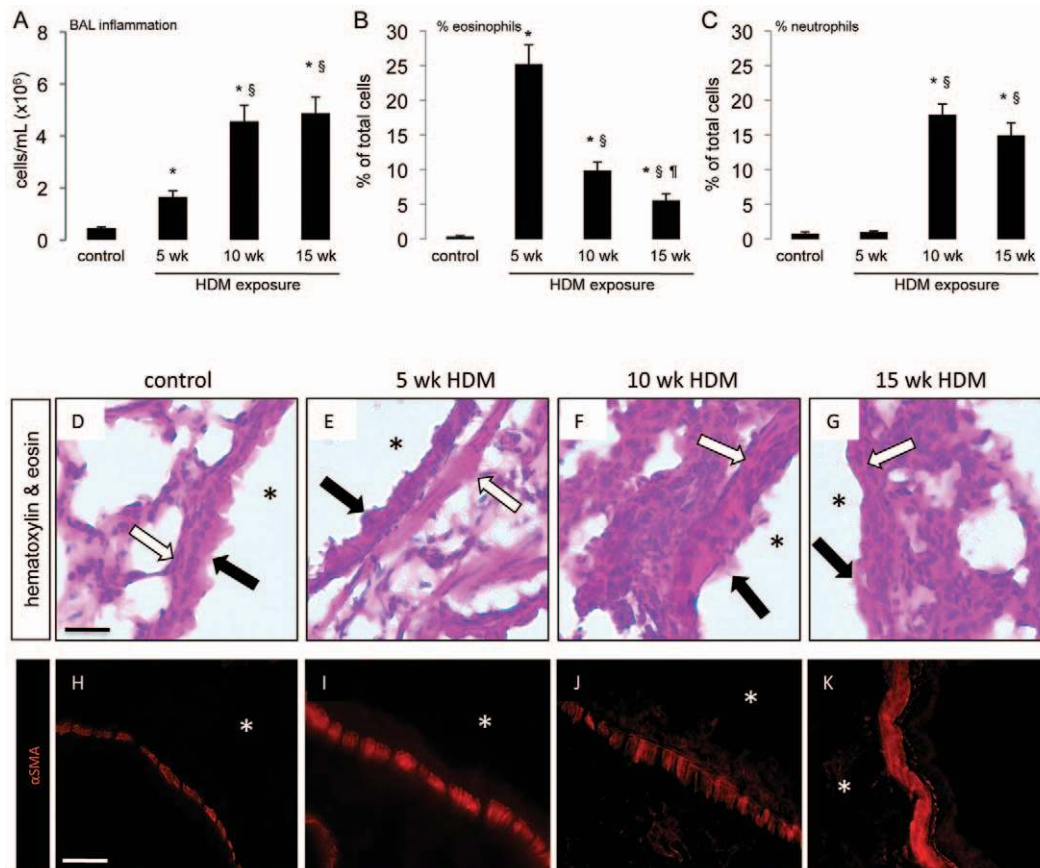 A BAL inflammation
cells/mL (x10⁶)
8
6
4
2
0
*
* §
* §
control 5 wk 10 wk 15 wk
HDM exposure
B % eosinophils
% of total cells
30
25
20
15
10
5
0
*
* §
* § ¶
control 5 wk 10 wk 15 wk
HDM exposure
C % neutrophils
% of total cells
30
25
20
15
10
5
0
* §
* §
control 5 wk 10 wk 15 wk
HDM exposure
control 5 wk HDM 10 wk HDM 15 wk HDM
hematoxylin & eosin
D E F G
* * * *
αSMA
H I J K
* * * *